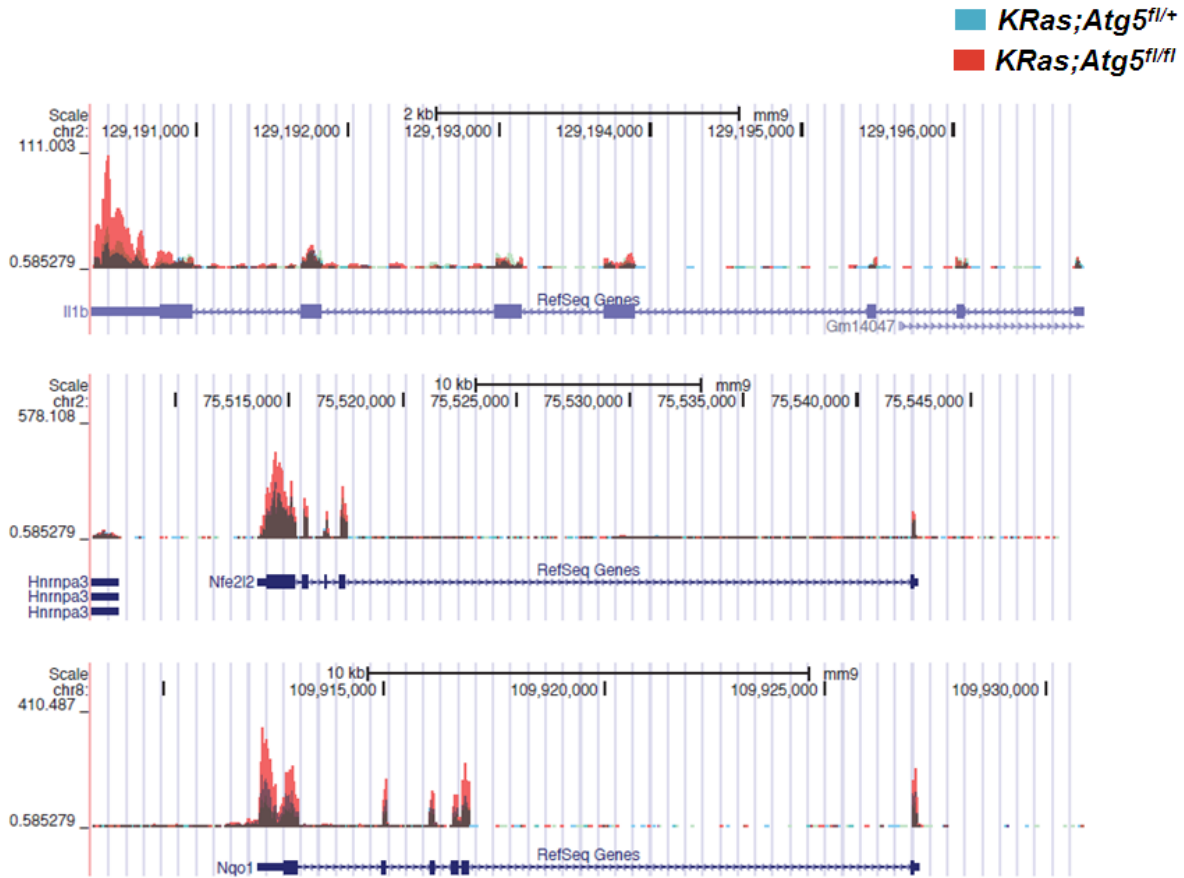 KRas;Atg5fl/+
KRas;Atg5fl/fl
Scale 2 kb mm9
chr2: 129,191,000 129,192,000 129,193,000 129,194,000 129,195,000 129,196,000
111.003
0.585279
RefSeq Genes
Il1b
Gm14047
Scale 10 kb mm9
chr2: 75,515,000 75,520,000 75,525,000 75,530,000 75,535,000 75,540,000 75,545,000
578.108
0.585279
RefSeq Genes
Hnrnpa3 Nfe2l2
Hnrnpa3
Hnrnpa3
Scale 10 kb mm9
chr8: 109,915,000 109,920,000 109,925,000 109,930,000
410.487
0.585279
RefSeq Genes
Nqo1